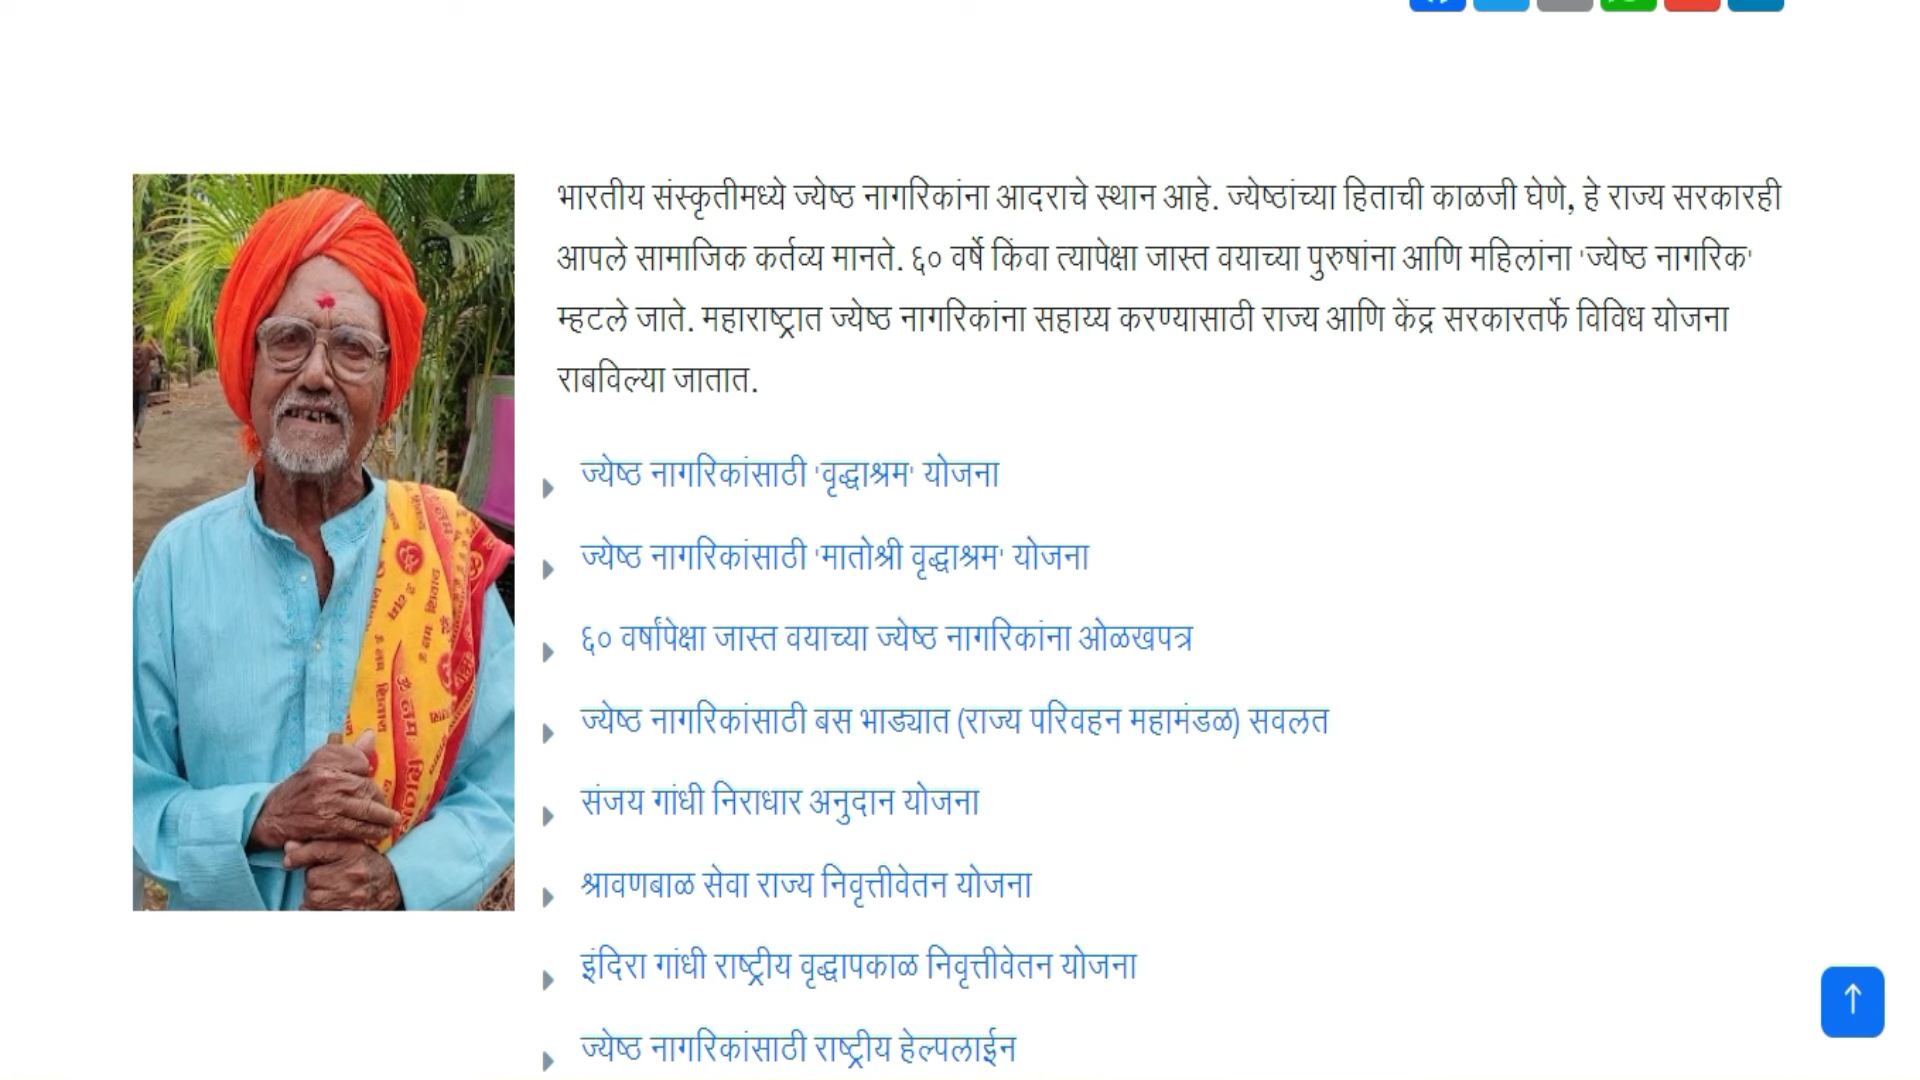 भारतीय संस्कृतीमध्ये ज्येष्ठ नागरिकांना आदराचे स्थान आहे. ज्येष्ठांच्या हिताची काळजी घेणे, हे राज्य सरकारही
आपले सामाजिक कर्तव्य मानते. ६० वर्षे किंवा त्यापेक्षा जास्त वयाच्या पुरुषांना आणि महिलांना 'ज्येष्ठ नागरिक'
म्हटले जाते. महाराष्ट्रात ज्येष्ठ नागरिकांना सहाय्य करण्यासाठी राज्य आणि केंद्र सरकारतर्फे विविध योजना
राबविल्या जातात.
ज्येष्ठ नागरिकांसाठी 'वृद्धाश्रम' योजना
ज्येष्ठ नागरिकांसाठी 'मातोश्री वृद्धाश्रम' योजना
६० वर्षांपेक्षा जास्त वयाच्या ज्येष्ठ नागरिकांना ओळखपत्र
ज्येष्ठ नागरिकांसाठी बस भाड्यात (राज्य परिवहन महामंडळ) सवलत
संजय गांधी निराधार अनुदान योजना
श्रावणबाळ सेवा राज्य निवृत्तीवेतन योजना
इंदिरा गांधी राष्ट्रीय वृद्धापकाळ निवृत्तीवेतन योजना
ज्येष्ठ नागरिकांसाठी राष्ट्रीय हेल्पलाईन